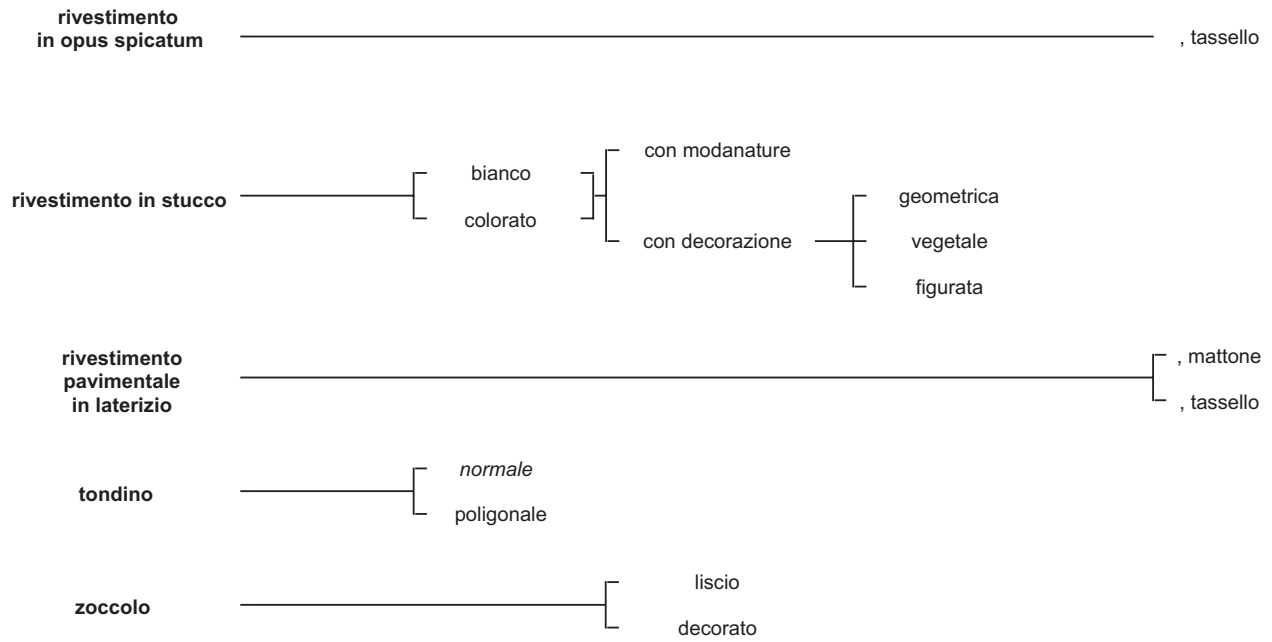 rivestimento
in opus spicatum
, tassello
con modanature
bianco
geometrica
rivestimento in stucco
colorato
con decorazione
vegetale
figurata
rivestimento
pavimentale
in laterizio
, mattone
, tassello
normale
tondino
poligonale
liscio
zoccolo
decorato